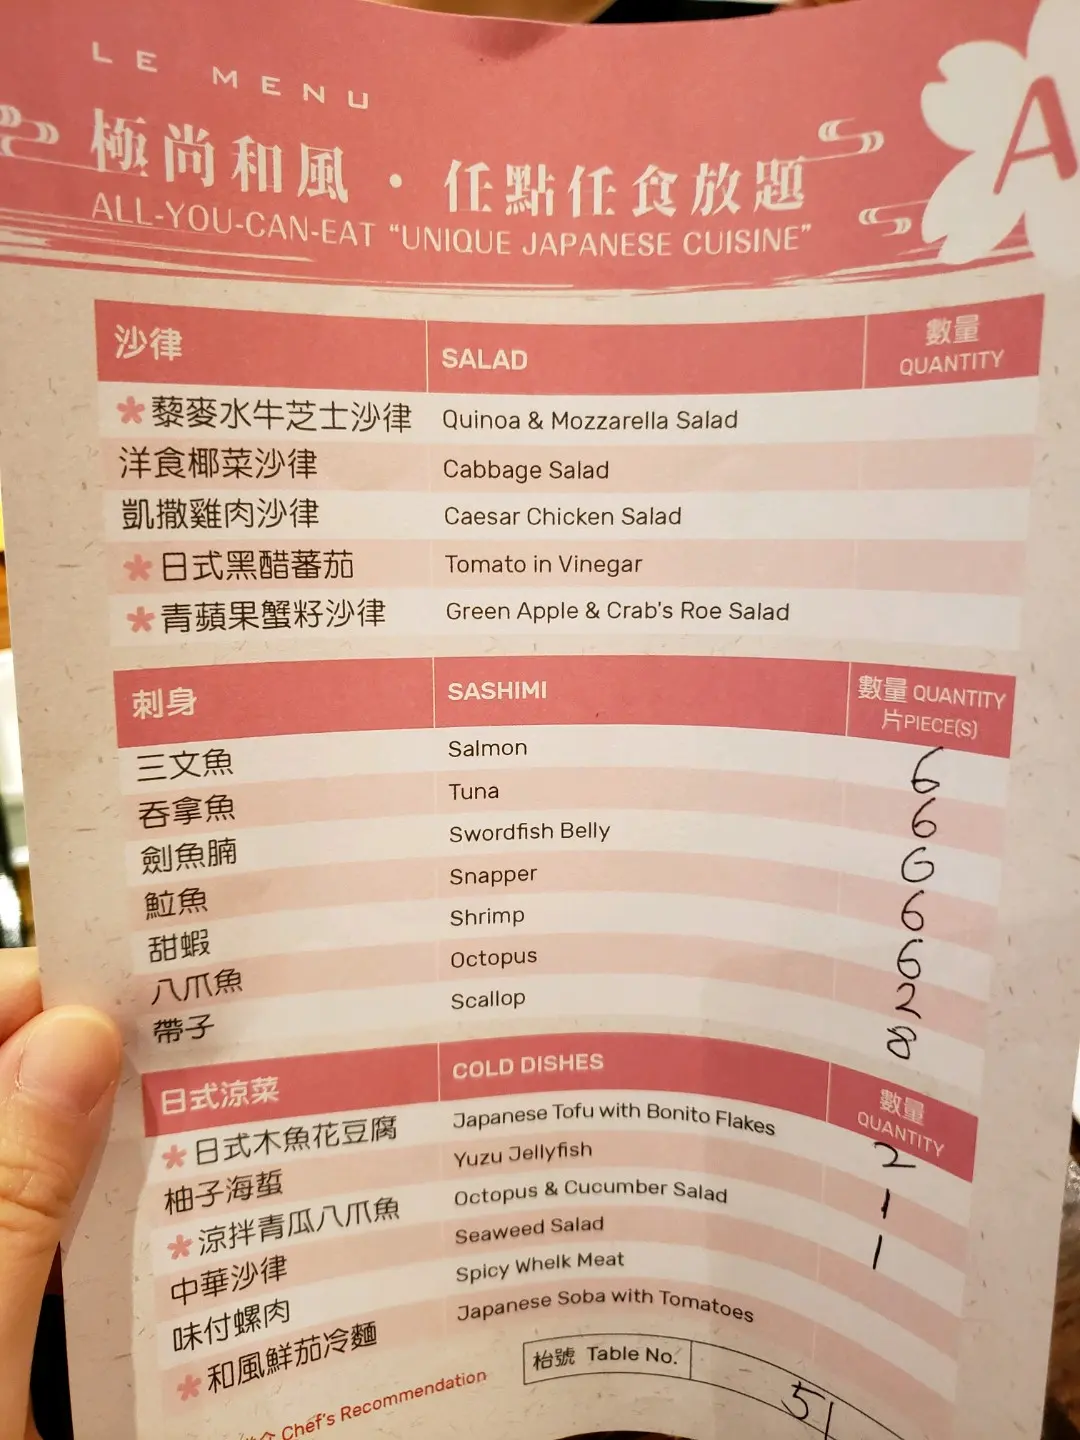 LE MENU
A
極尚和風・任點任食放題
ALL-YOU-CAN-EAT “UNIQUE JAPANESE CUISINE”
沙律 SALAD 數量 QUANTITY
*藜麥水牛芝士沙律 Quinoa & Mozzarella Salad
洋食椰菜沙律 Cabbage Salad
凱撒雞肉沙律 Caesar Chicken Salad
*日式黑醋蕃茄 Tomato in Vinegar
*青蘋果蟹籽沙律 Green Apple & Crab's Roe Salad
刺身 SASHIMI 數量 QUANTITY 片PIECE(S)
三文魚 Salmon 6
吞拿魚 Tuna 6
劍魚腩 Swordfish Belly 6
鱲魚 Snapper 6
甜蝦 Shrimp 6
八爪魚 Octopus 2
帶子 Scallop 8
日式涼菜 COLD DISHES 數量 QUANTITY
*日式木魚花豆腐 Japanese Tofu with Bonito Flakes 2
柚子海蜇 Yuzu Jellyfish 1
*涼拌青瓜八爪魚 Octopus & Cucumber Salad 1
中華沙律 Seaweed Salad
味付螺肉 Spicy Whelk Meat
*和風鮮茄冷麵 Japanese Soba with Tomatoes
枱號 Table No. 51
Chef's Recommendation